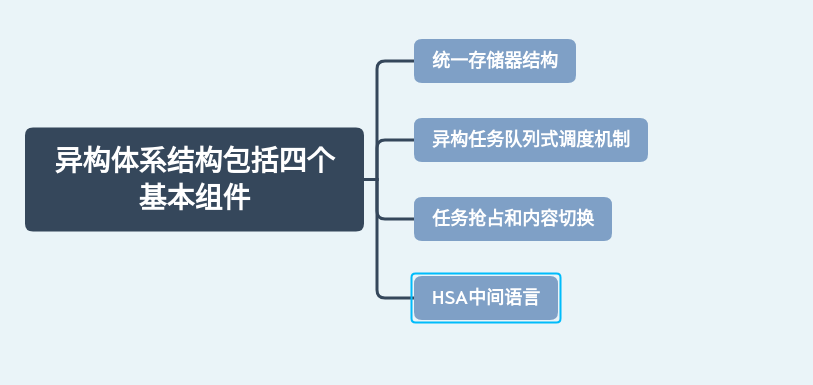 异构体系结构包括四个
基本组件
统一存储器结构
异构任务队列式调度机制
任务抢占和内容切换
HSA中间语言